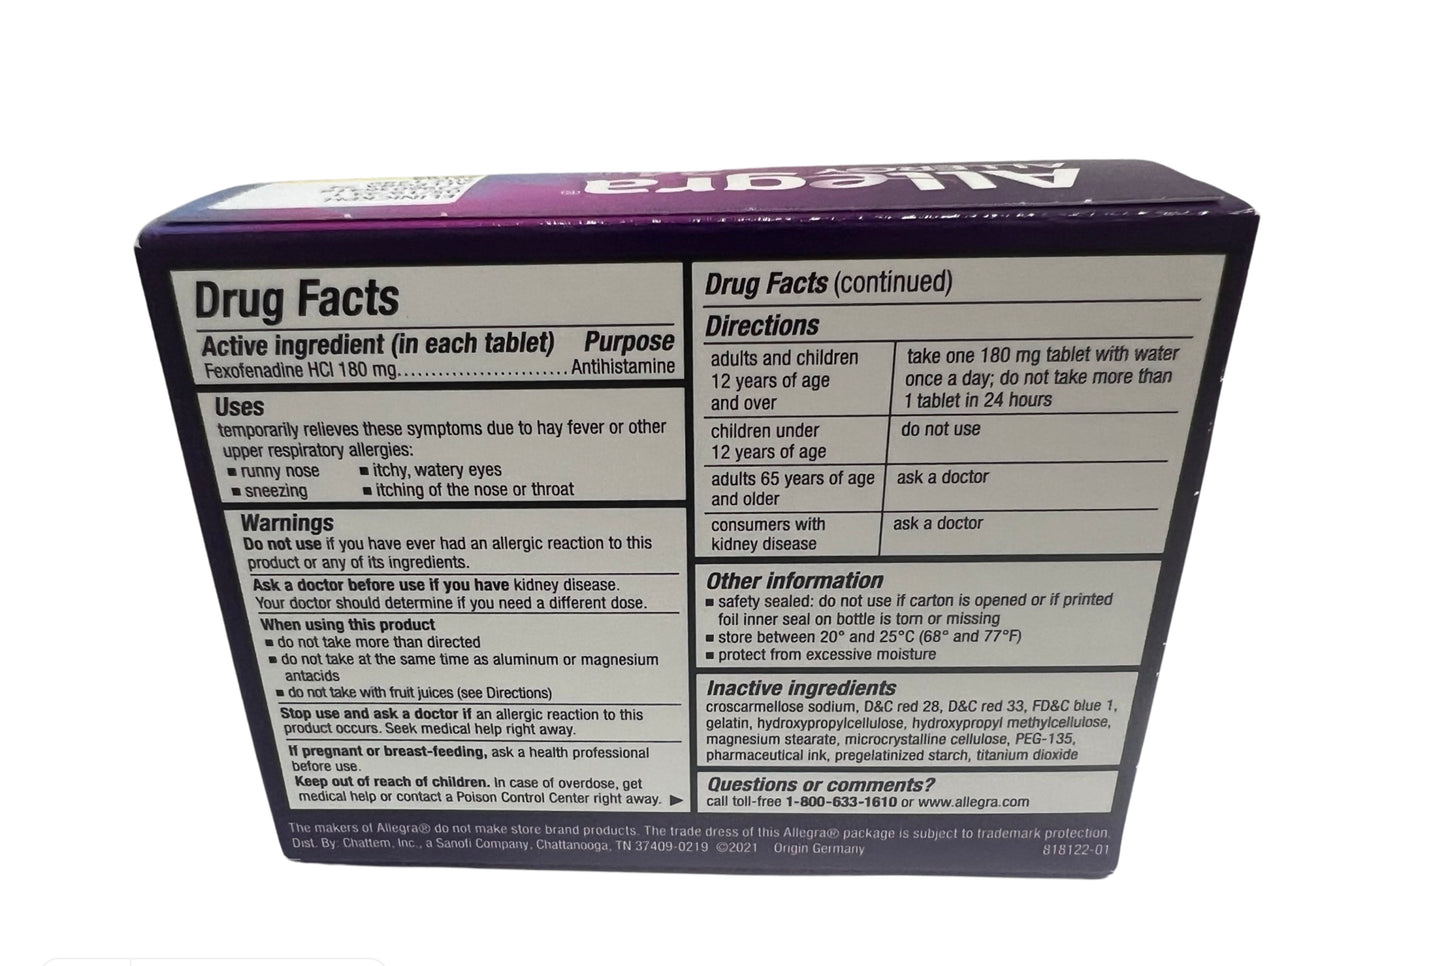 Allegra
ALLERGY
Drug Facts
Active ingredient (in each tablet) Purpose
Fexofenadine HCl 180 mg......................... Antihistamine
Uses
temporarily relieves these symptoms due to hay fever or other
upper respiratory allergies:
■ runny nose ■ itchy, watery eyes
■ sneezing ■ itching of the nose or throat
Warnings
Do not use if you have ever had an allergic reaction to this
product or any of its ingredients.
Ask a doctor before use if you have kidney disease.
Your doctor should determine if you need a different dose.
When using this product
■ do not take more than directed
■ do not take at the same time as aluminum or magnesium
antacids
■ do not take with fruit juices (see Directions)
Stop use and ask a doctor if an allergic reaction to this
product occurs. Seek medical help right away.
If pregnant or breast-feeding, ask a health professional
before use.
Keep out of reach of children. In case of overdose, get
medical help or contact a Poison Control Center right away. ▶
Drug Facts (continued)
Directions
adults and children take one 180 mg tablet with water
12 years of age once a day; do not take more than
and over 1 tablet in 24 hours
children under do not use
12 years of age
adults 65 years of age ask a doctor
and older
consumers with ask a doctor
kidney disease
Other information
■ safety sealed: do not use if carton is opened or if printed
foil inner seal on bottle is torn or missing
■ store between 20° and 25°C (68° and 77°F)
■ protect from excessive moisture
Inactive ingredients
croscarmellose sodium, D&C red 28, D&C red 33, FD&C blue 1,
gelatin, hydroxypropylcellulose, hydroxypropyl methylcellulose,
magnesium stearate, microcrystalline cellulose, PEG-135,
pharmaceutical ink, pregelatinized starch, titanium dioxide
Questions or comments?
call toll-free 1-800-633-1610 or www.allegra.com
The makers of Allegra® do not make store brand products. The trade dress of this Allegra® package is subject to trademark protection.
Dist. By: Chattem, Inc., a Sanofi Company, Chattanooga, TN 37409-0219 ©2021 Origin Germany 818122-01